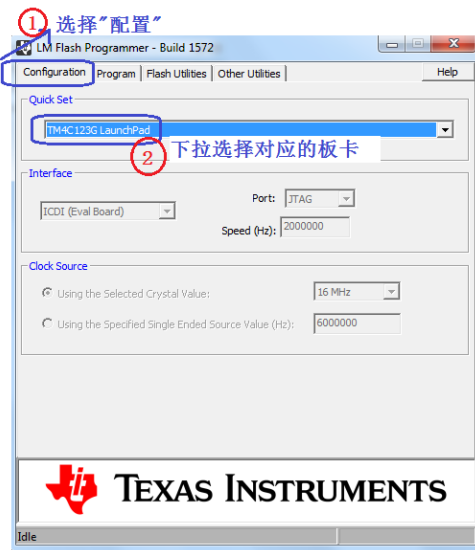 1 选择"配置"
LM Flash Programmer - Build 1572
Configuration Program Flash Utilities Other Utilities Help
Quick Set
TM4C123G LaunchPad
2 下拉选择对应的板卡
Interface
ICDI (Eval Board)
Port: JTAG
Speed (Hz): 2000000
Clock Source
Using the Selected Crystal Value: 16 MHz
Using the Specified Single Ended Source Value (Hz): 6000000
TEXAS INSTRUMENTS
Idle